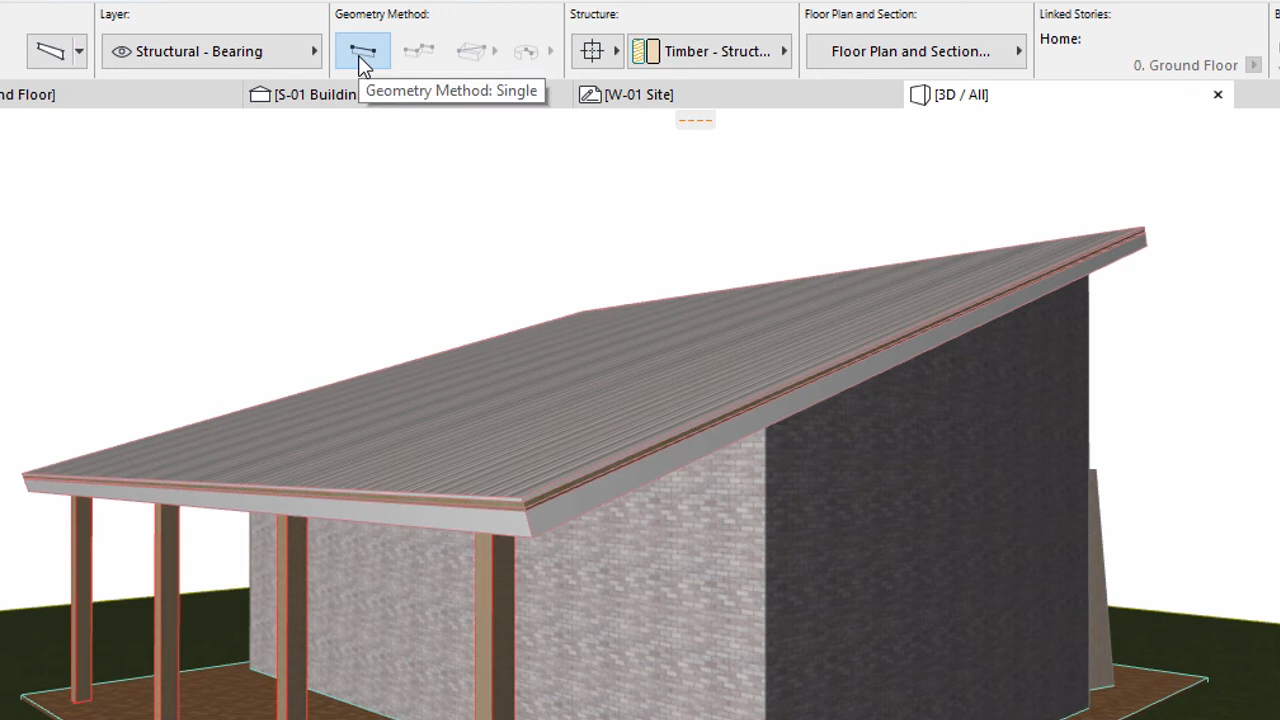 Layer:
Geometry Method:
Structure:
Floor Plan and Section:
Linked Stories:
Structural - Bearing
Timber - Struct...
Floor Plan and Section...
Home:
0. Ground Floor
nd Floor]
[S-01 Buildin
Geometry Method: Single
[W-01 Site]
[3D / All]